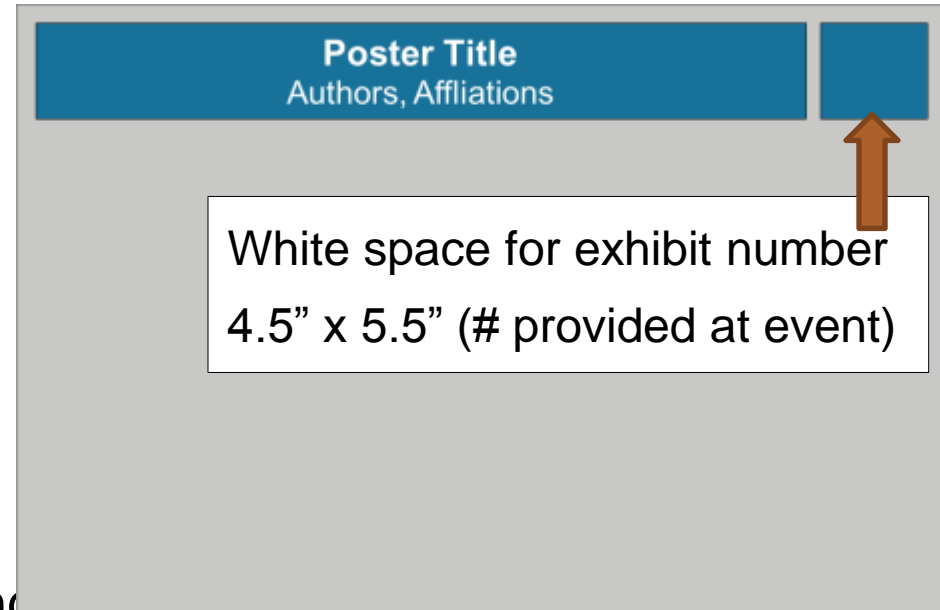 Poster Title
Authors, Affliations
White space for exhibit number
4.5” x 5.5” (# provided at event)